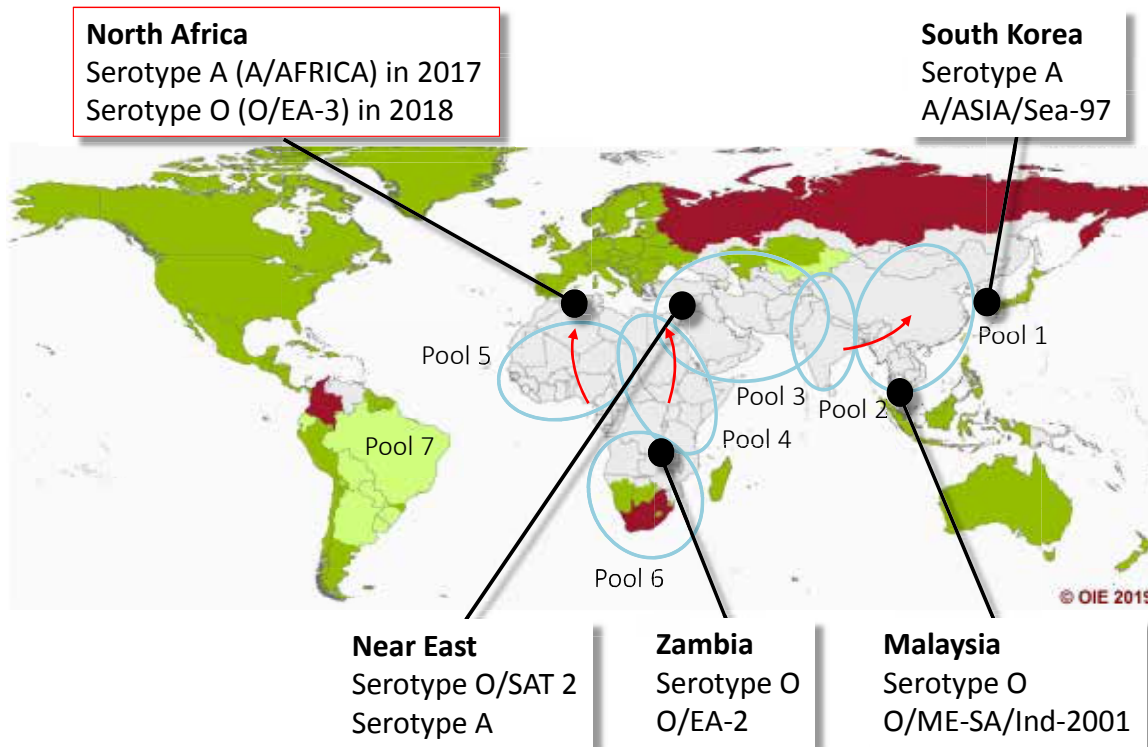 North Africa
Serotype A (A/AFRICA) in 2017
Serotype O (O/EA-3) in 2018
South Korea
Serotype A
A/ASIA/Sea-97
Pool 5
Pool 1
Pool 3
Pool 2
Pool 4
Pool 7
Pool 6
© OIE 2019
Near East
Serotype O/SAT 2
Serotype A
Zambia
Serotype O
O/EA-2
Malaysia
Serotype O
O/ME-SA/Ind-2001